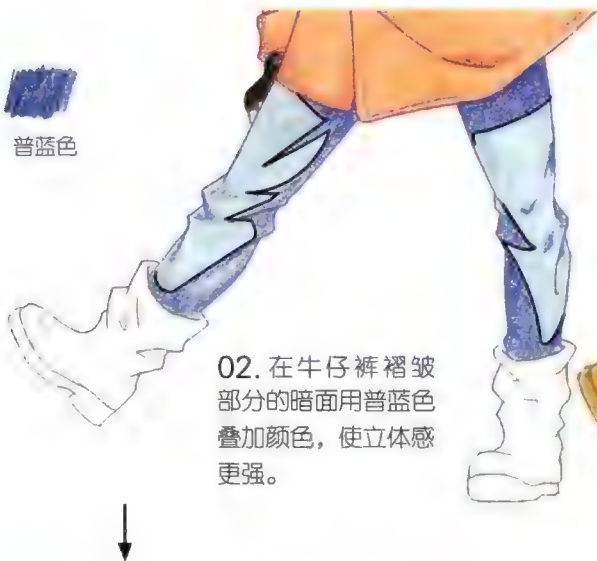 普蓝色
02. 在牛仔裤褶皱
部分的暗面用普蓝色
叠加颜色，使立体感
更强。